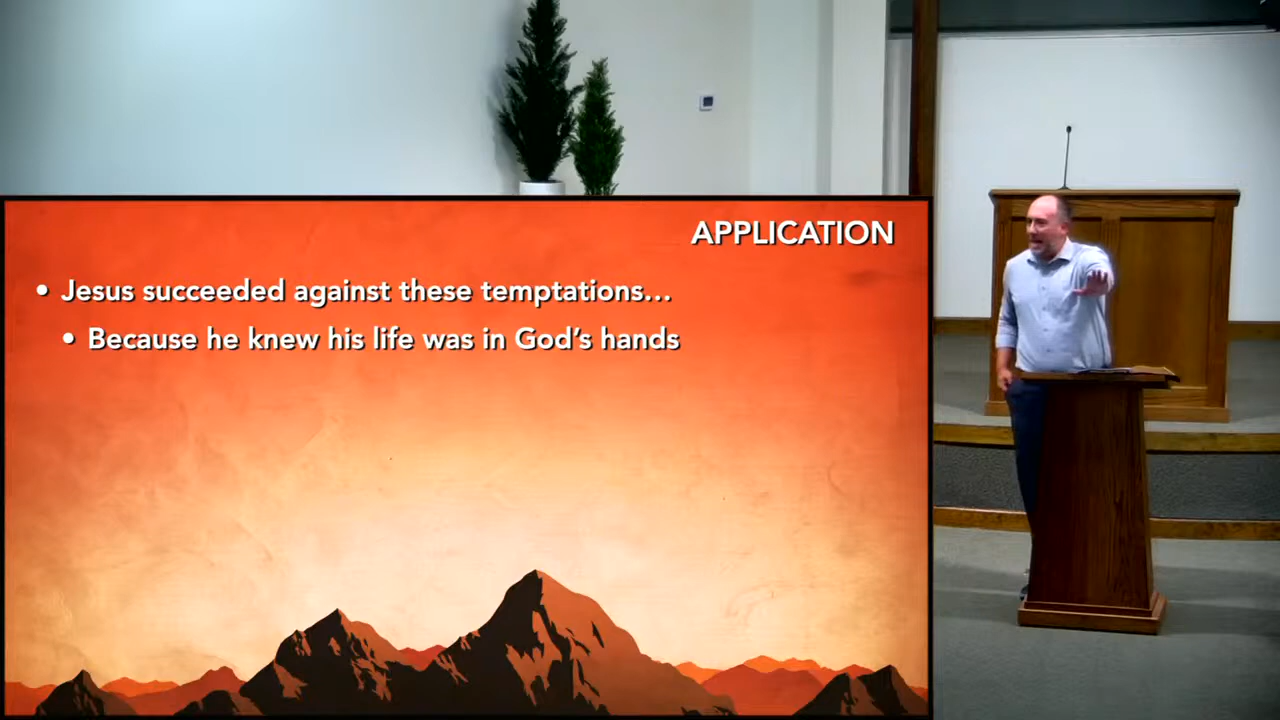 APPLICATION
• Jesus succeeded against these temptations...
• Because he knew his life was in God's hands